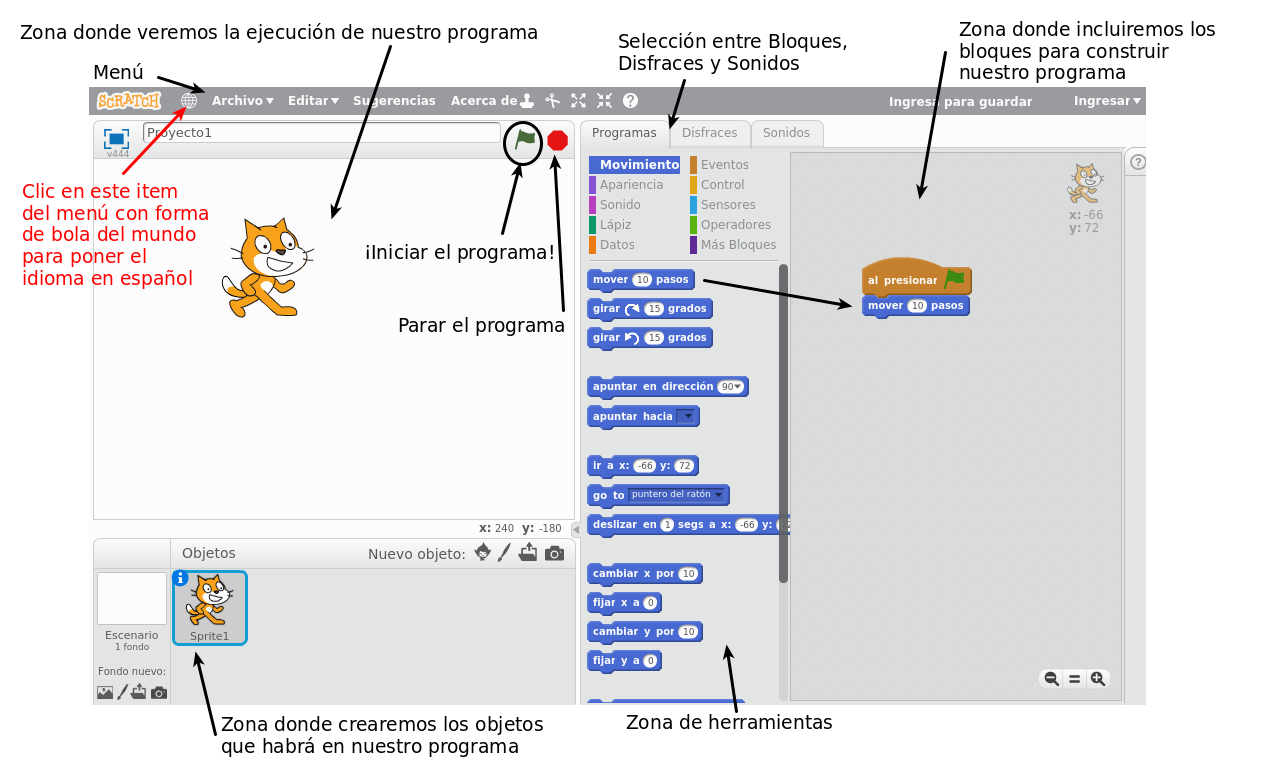 Zona donde veremos la ejecución de nuestro programa
Selección entre Bloques,
Disfraces y Sonidos
Zona donde incluiremos los
bloques para construir
nuestro programa
Menú
SCRATCH
Archivo
Editar
Sugerencias
Acerca de
Ingresa para guardar
Ingresar
v444
Proyecto1
Clic en este item
del menú con forma
de bola del mundo
para poner el
idioma en español
¡Iniciar el programa!
Parar el programa
x: 240 y: -180
Programas
Disfraces
Sonidos
Movimiento
Apariencia
Sonido
Lápiz
Datos
Eventos
Control
Sensores
Operadores
Más Bloques
mover 10 pasos
girar 15 grados
girar 15 grados
apuntar en dirección 90
apuntar hacia
ir a x: -66 y: 72
go to puntero del ratón
deslizar en 1 segs a x: -66 y:
cambiar x por 10
fijar x a 0
cambiar y por 10
fijar y a 0
x: -66
y: 72
al presionar
mover 10 pasos
Objetos
Nuevo objeto:
Escenario
1 fondo
Fondo nuevo:
Sprite1
Zona donde crearemos los objetos
que habrá en nuestro programa
Zona de herramientas